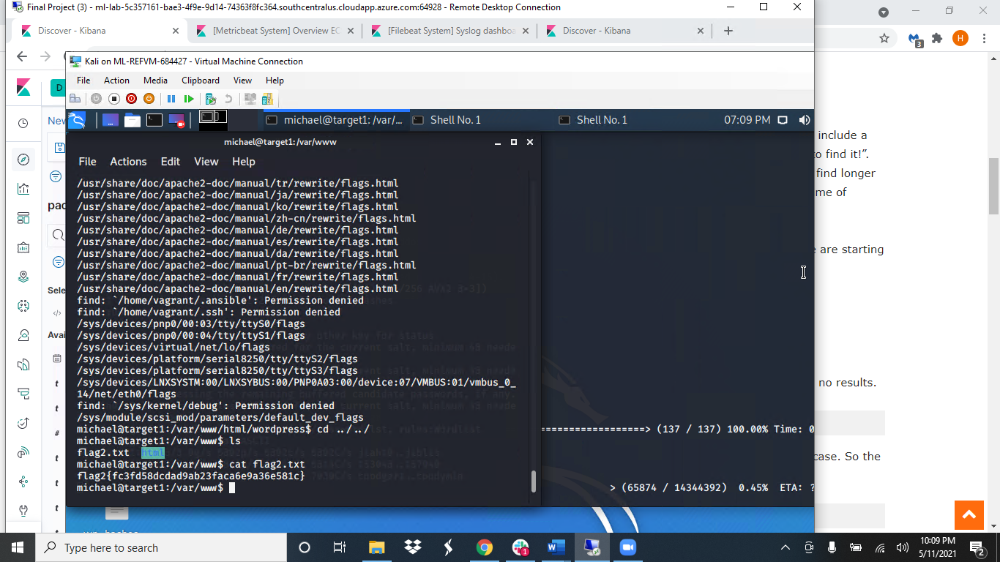 Final Project (3) - ml-lab-5c357161-bae3-4f9e-9d14-74363f8fc364.southcentralus.cloudapp.azure.com:64928 - Remote Desktop Connection
Discover - Kibana
[Metricbeat System] Overview EC
[Filebeat System] Syslog dashboa
Discover - Kibana
3
H
Kali on ML-REFVM-684427 - Virtual Machine Connection
File Action Media Clipboard View Help
D
michael@target1: /var/...
Shell No. 1
Shell No. 1
07:09 PM
New
michael@target1: /var/www
File Actions Edit View Help
include a
to find it!”.
find longer
me of
are starting
no results.
case. So the
pac
Sele
Avai
t
t
#
t
t
t
t
/usr/share/doc/apache2-doc/manual/tr/rewrite/flags.html
/usr/share/doc/apache2-doc/manual/ja/rewrite/flags.html
/usr/share/doc/apache2-doc/manual/ko/rewrite/flags.html
/usr/share/doc/apache2-doc/manual/zh-cn/rewrite/flags.html
/usr/share/doc/apache2-doc/manual/de/rewrite/flags.html
/usr/share/doc/apache2-doc/manual/es/rewrite/flags.html
/usr/share/doc/apache2-doc/manual/da/rewrite/flags.html
/usr/share/doc/apache2-doc/manual/pt-br/rewrite/flags.html
/usr/share/doc/apache2-doc/manual/fr/rewrite/flags.html
/usr/share/doc/apache2-doc/manual/en/rewrite/flags.html
find: `/home/vagrant/.ansible': Permission denied
find: `/home/vagrant/.ssh': Permission denied
/sys/devices/pnp0/00:03/tty/ttyS0/flags
/sys/devices/pnp0/00:04/tty/ttyS1/flags
/sys/devices/virtual/net/lo/flags
/sys/devices/platform/serial8250/tty/ttyS2/flags
/sys/devices/platform/serial8250/tty/ttyS3/flags
/sys/devices/LNXSYSTM:00/LNXSYBUS:00/PNP0A03:00/device:07/VMBUS:01/vmbus_0_
14/net/eth0/flags
find: `/sys/kernel/debug': Permission denied
/sys/module/scsi_mod/parameters/default_dev_flags
michael@target1:/var/www/html/wordpress$ cd ../../
michael@target1:/var/www$ ls
flag2.txt html
michael@target1:/var/www$ cat flag2.txt
flag2{fc3fd58dcdad9ab23faca6e9a36e581c}
michael@target1:/var/www$
==================> (137 / 137) 100.00% Time: 0
> (65874 / 14344392) 0.45% ETA: ?
Type here to search
1
10:09 PM
5/11/2021
2